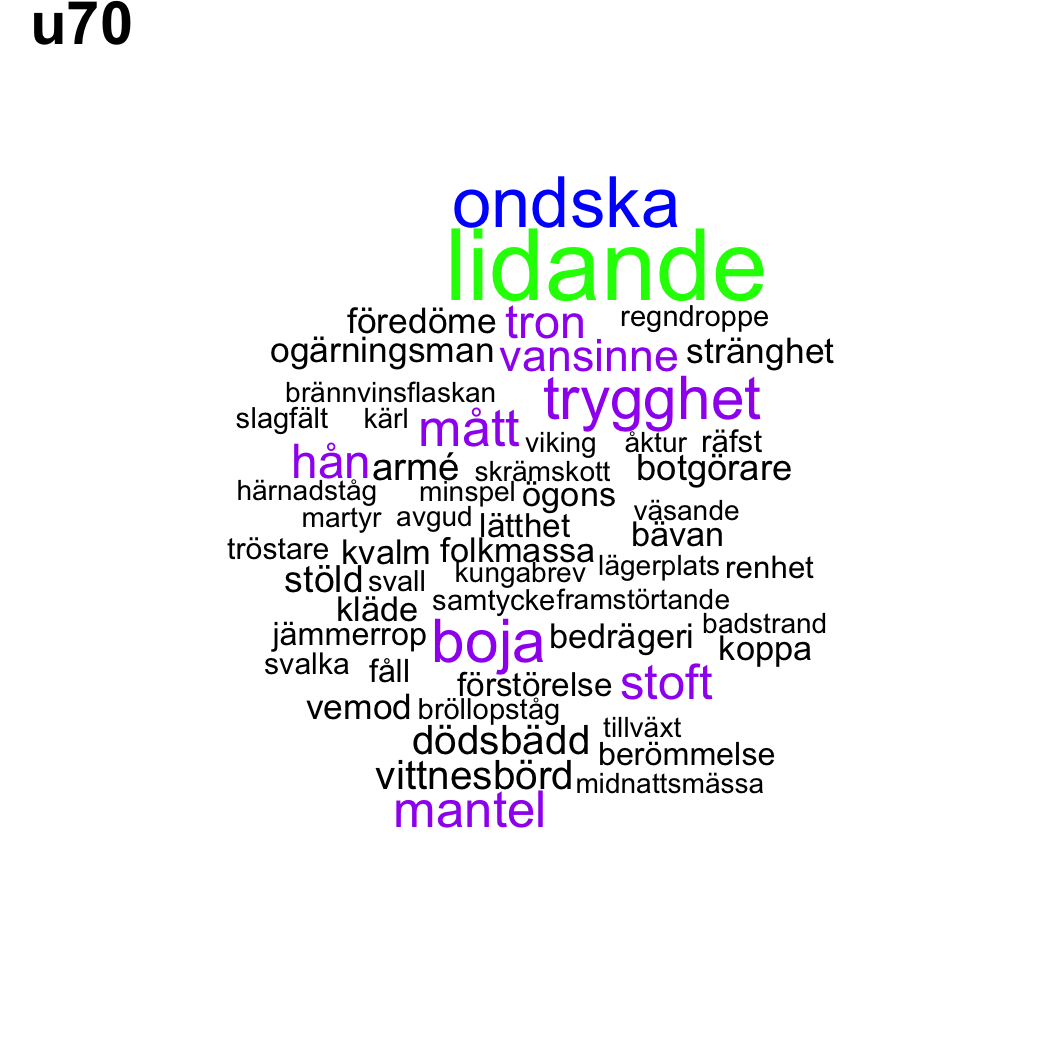 u70
ondska
lidande
föredöme tron regndroppe
ogärningsman vansinne stränghet
brännvinsflaskan trygghet
slagfält kärl mått viking åktur räfst
hån armé skrämskott botgörare
härnadståg minspel ögons
martyr avgud lätthet väsande
bävan
tröstare kvalm folkmassa
stöld svall kungabrev lägerplats renhet
kläde samtycke framstörtande
jämmerrop boja bedrägeri badstrand
koppa
svalka fåll förstörelse stoft
vemod bröllopståg
dödsbädd tillväxt
berömmelse
vittnesbörd midnattsmässa
mantel